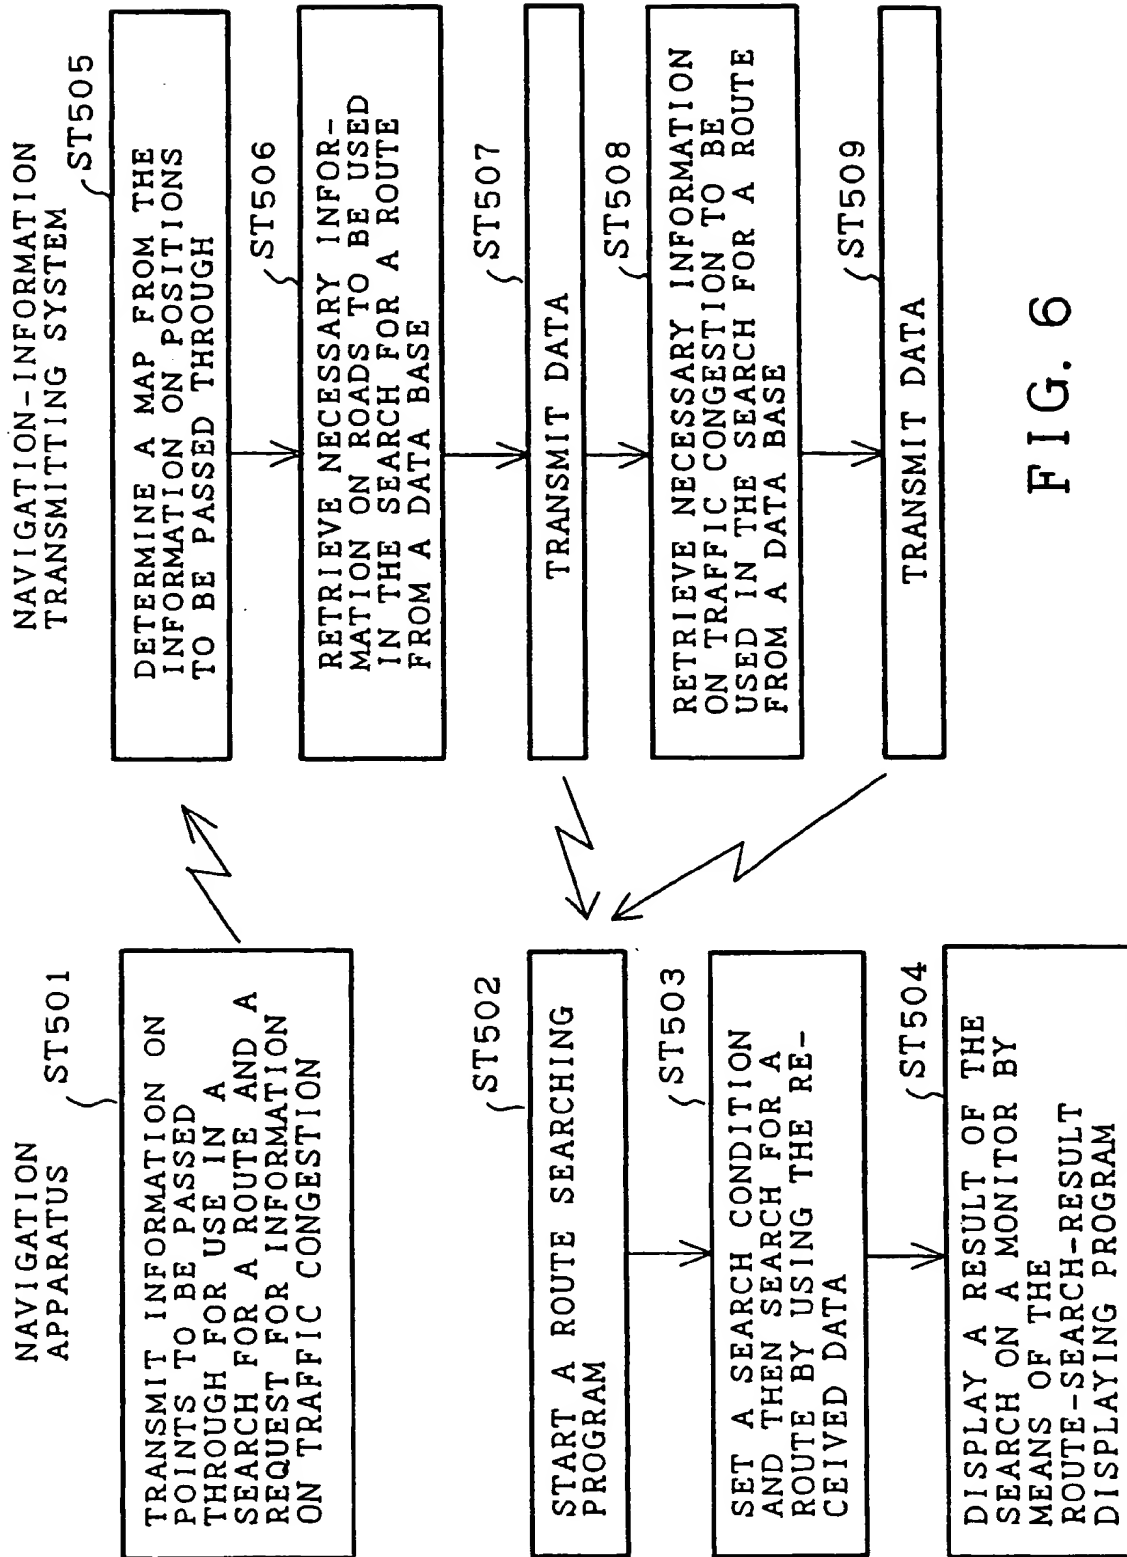 NAVIGATION
APPARATUS
ST501
TRANSMIT INFORMATION ON
POINTS TO BE PASSED
THROUGH FOR USE IN A
SEARCH FOR A ROUTE AND A
REQUEST FOR INFORMATION
ON TRAFFIC CONGESTION
ST502
START A ROUTE SEARCHING
PROGRAM
ST503
SET A SEARCH CONDITION
AND THEN SEARCH FOR A
ROUTE BY USING THE RE-
CEIVED DATA
ST504
DISPLAY A RESULT OF THE
SEARCH ON A MONITOR BY
MEANS OF THE
ROUTE-SEARCH-RESULT
DISPLAYING PROGRAM
NAVIGATION-INFORMATION
TRANSMITTING SYSTEM
ST505
DETERMINE A MAP FROM THE
INFORMATION ON POSITIONS
TO BE PASSED THROUGH
ST506
RETRIEVE NECESSARY INFOR-
MATION ON ROADS TO BE USED
IN THE SEARCH FOR A ROUTE
FROM A DATA BASE
ST507
TRANSMIT DATA
ST508
RETRIEVE NECESSARY INFORMATION
ON TRAFFIC CONGESTION TO BE
USED IN THE SEARCH FOR A ROUTE
FROM A DATA BASE
ST509
TRANSMIT DATA
FIG. 6